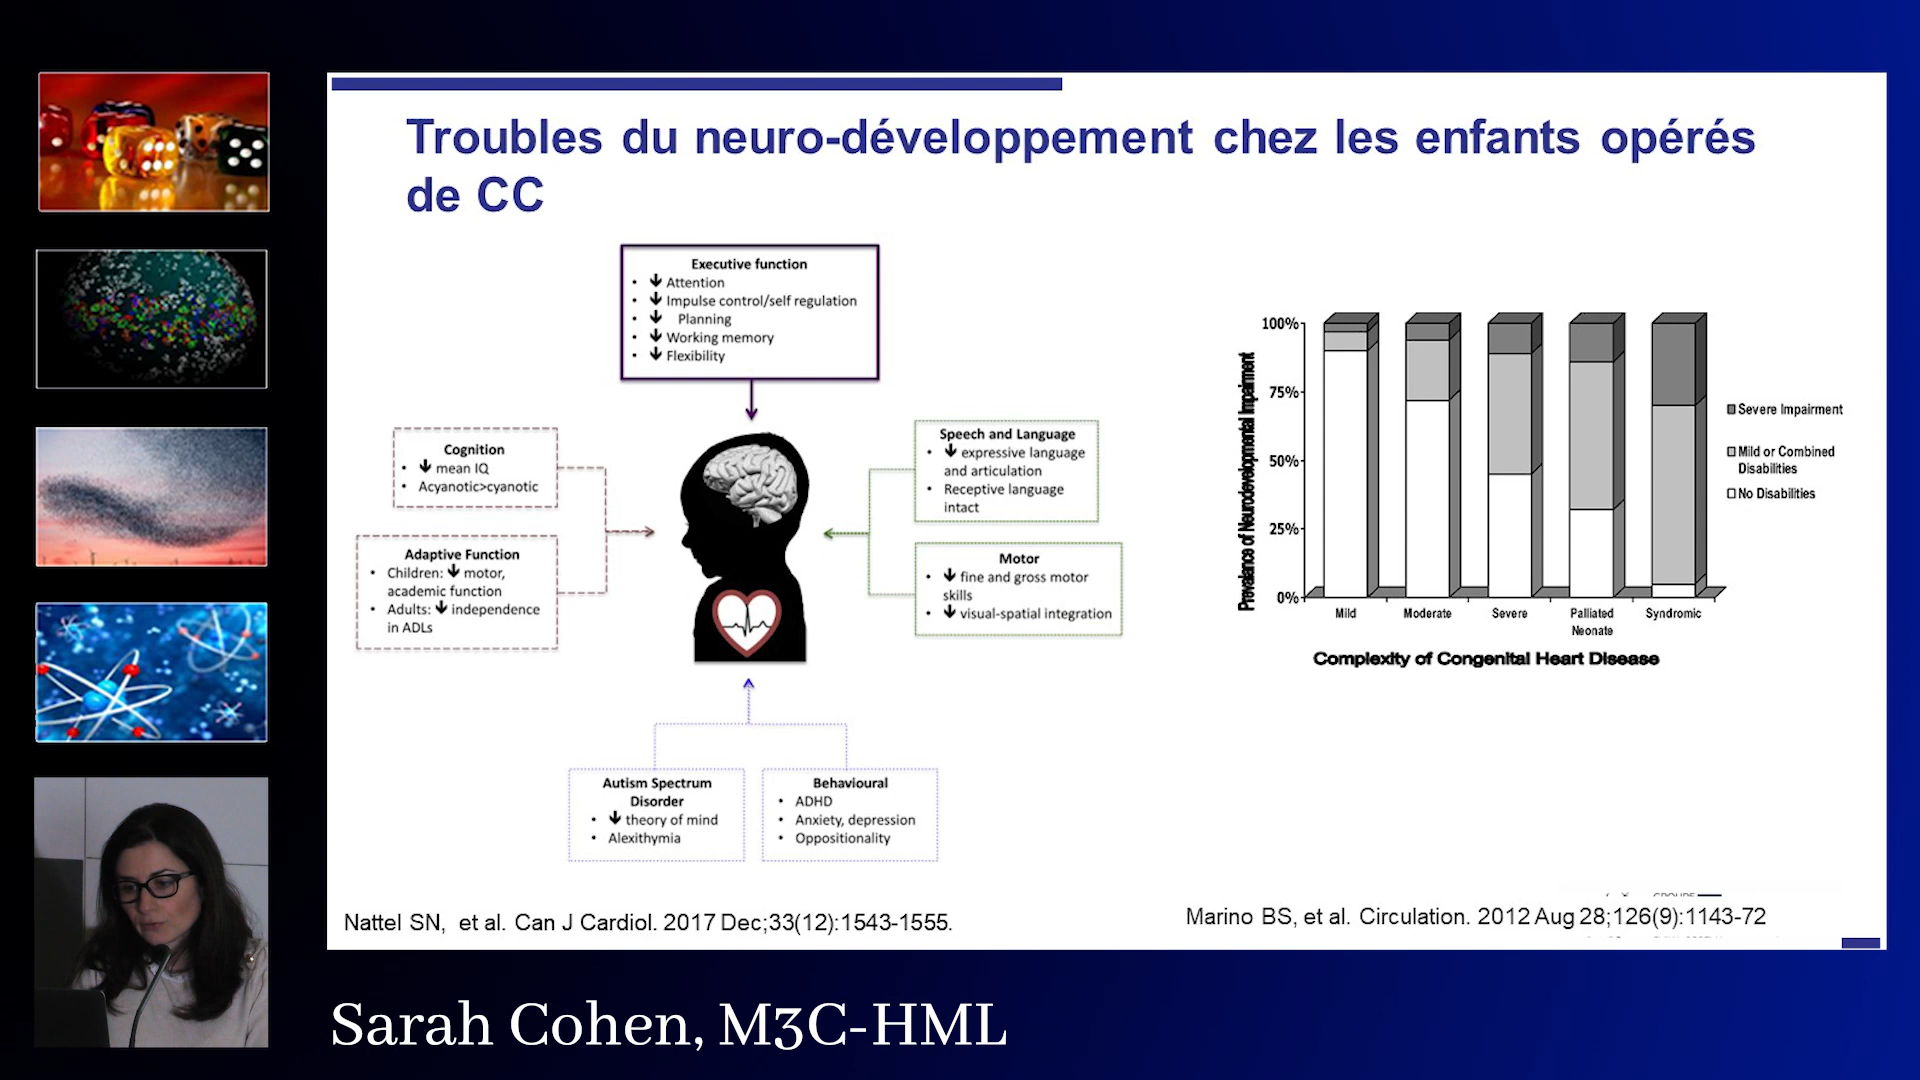 Troubles du neuro-développement chez les enfants opérés
de CC
Executive function
• 🡻 Attention
• 🡻 Impulse control/self regulation
• 🡻 Planning
• 🡻 Working memory
• 🡻 Flexibility
Cognition
• 🡻 mean IQ
• Acyanotic>cyanotic
Adaptive Function
• Children: 🡻 motor,
academic function
• Adults: 🡻 independence
in ADLs
Speech and Language
• 🡻 expressive language
and articulation
• Receptive language
intact
Motor
• 🡻 fine and gross motor
skills
• 🡻 visual-spatial integration
Autism Spectrum
Disorder
• 🡻 theory of mind
• Alexithymia
Behavioural
• ADHD
• Anxiety, depression
• Oppositionality
Prevalance of Neurodevelopmental Impairment
100%
75%
50%
25%
0%
Mild
Moderate
Severe
Palliated
Neonate
Syndromic
Complexity of Congenital Heart Disease
Severe Impairment
Mild or Combined
Disabilities
No Disabilities
Nattel SN, et al. Can J Cardiol. 2017 Dec;33(12):1543-1555.
Marino BS, et al. Circulation. 2012 Aug 28;126(9):1143-72
Sarah Cohen, M3C-HML